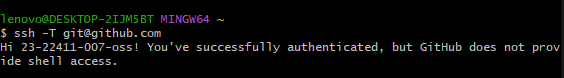 lenovo@DESKTOP-2IJM5BT MINGW64 ~
$ ssh -T git@github.com
Hi 23-22411-007-oss! You've successfully authenticated, but GitHub does not prov
ide shell access.